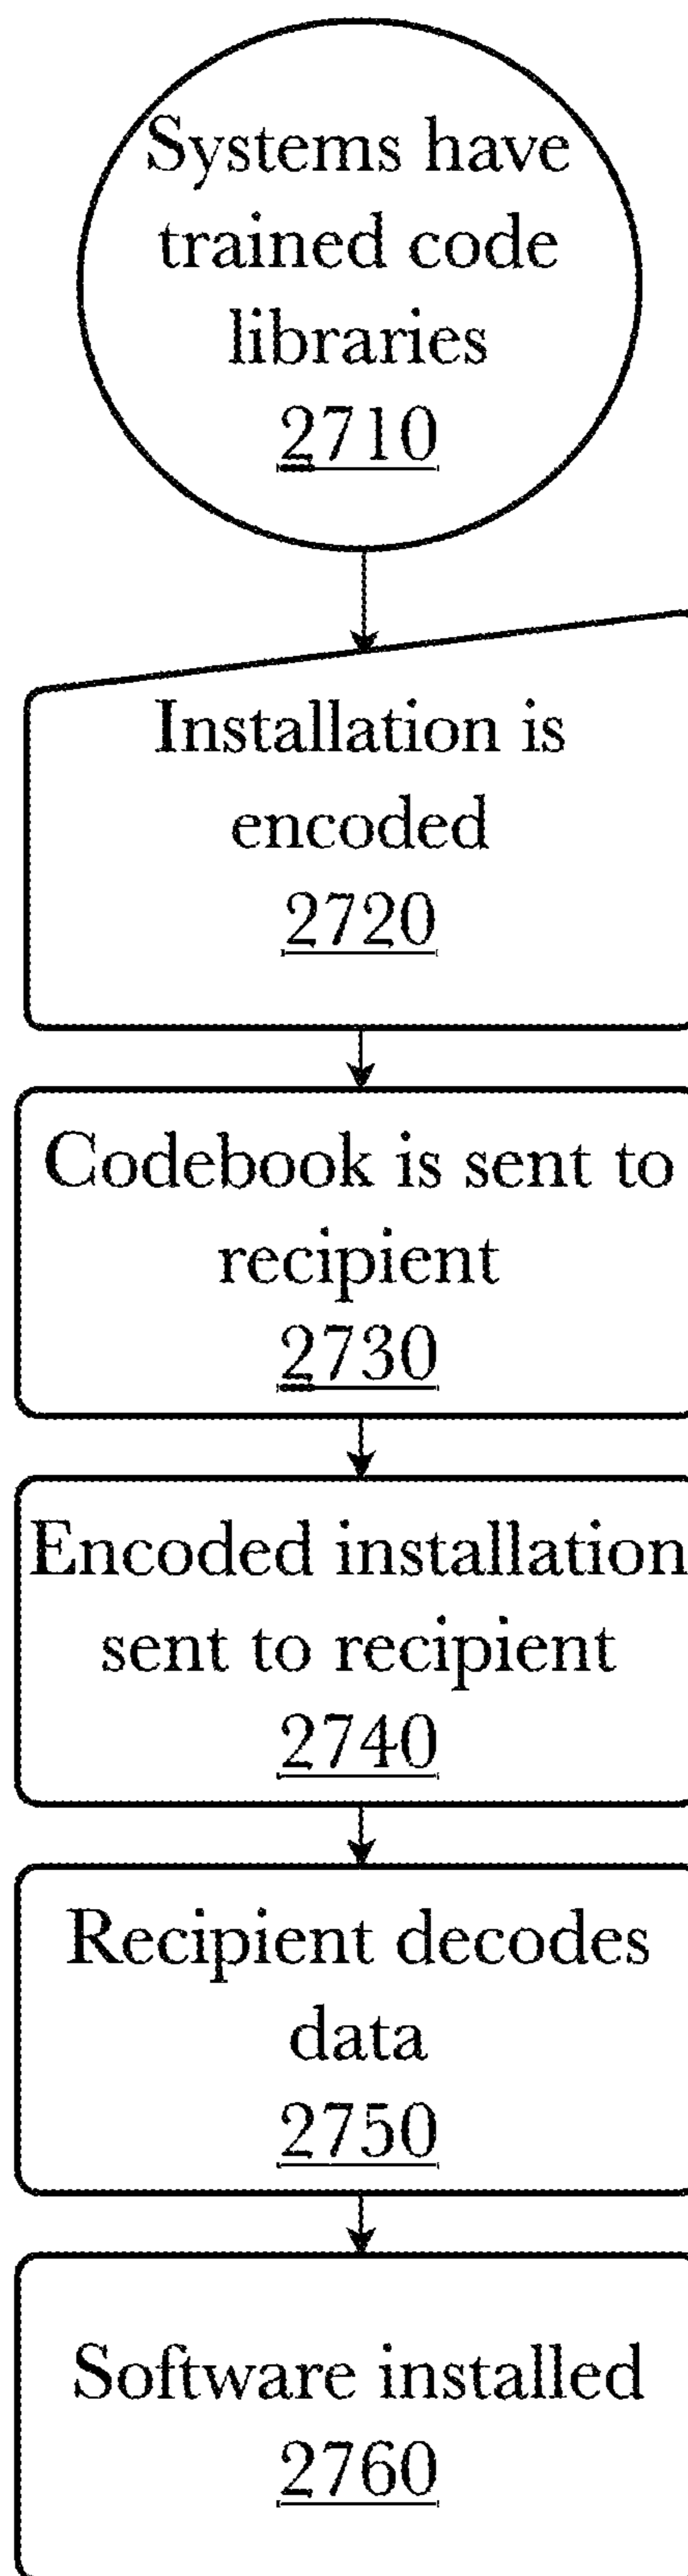 Systems have
trained code
libraries
2710
Installation is
encoded
2720
Codebook is sent to
recipient
2730
Encoded installation
sent to recipient
2740
Recipient decodes
data
2750
Software installed
2760